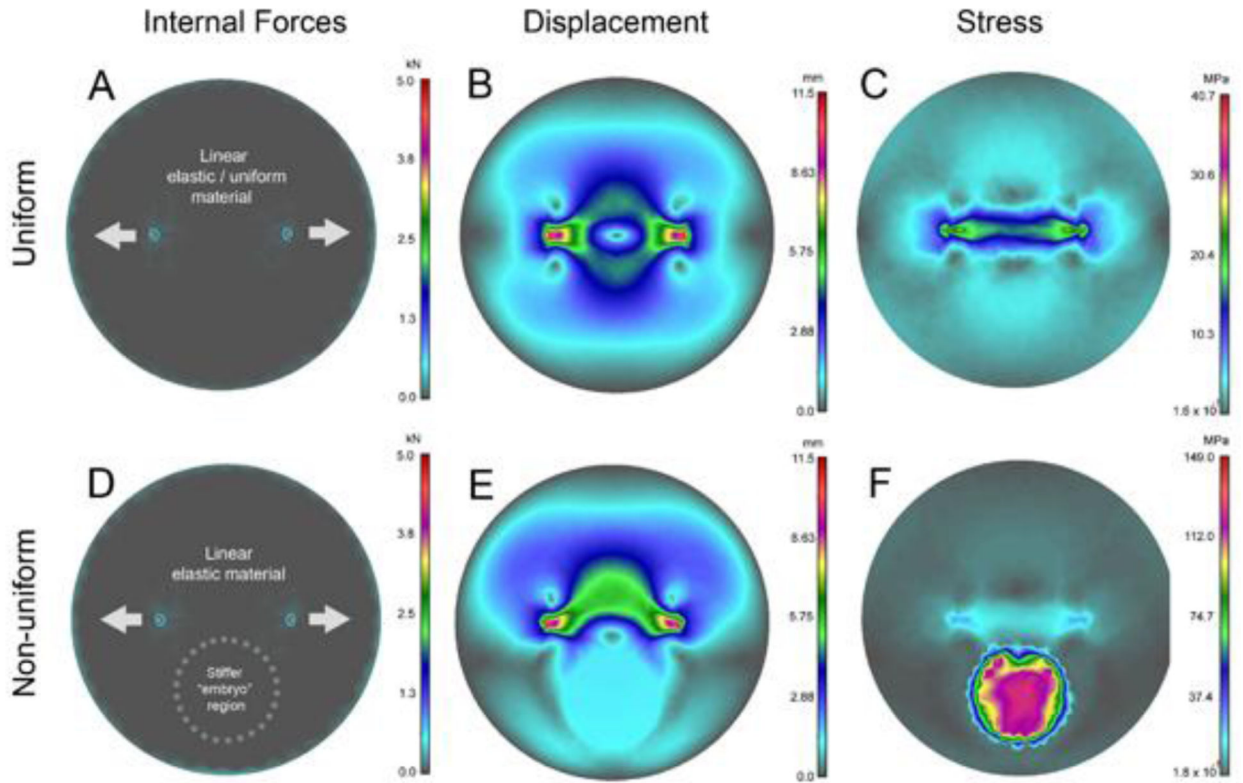 Internal Forces
Displacement
Stress
Uniform
A
kN
5.0
3.8
2.5
1.3
0.0
Linear
elastic / uniform
material
B
mm
11.5
8.63
5.75
2.88
0.0
C
MPa
40.7
30.6
20.4
10.3
Non-uniform
D
kN
5.0
3.8
2.5
1.3
0.0
Linear
elastic material
Stiffer
"embryo"
region
E
mm
11.5
8.63
5.75
2.88
0.0
F
MPa
149.0
112.0
74.7
37.4